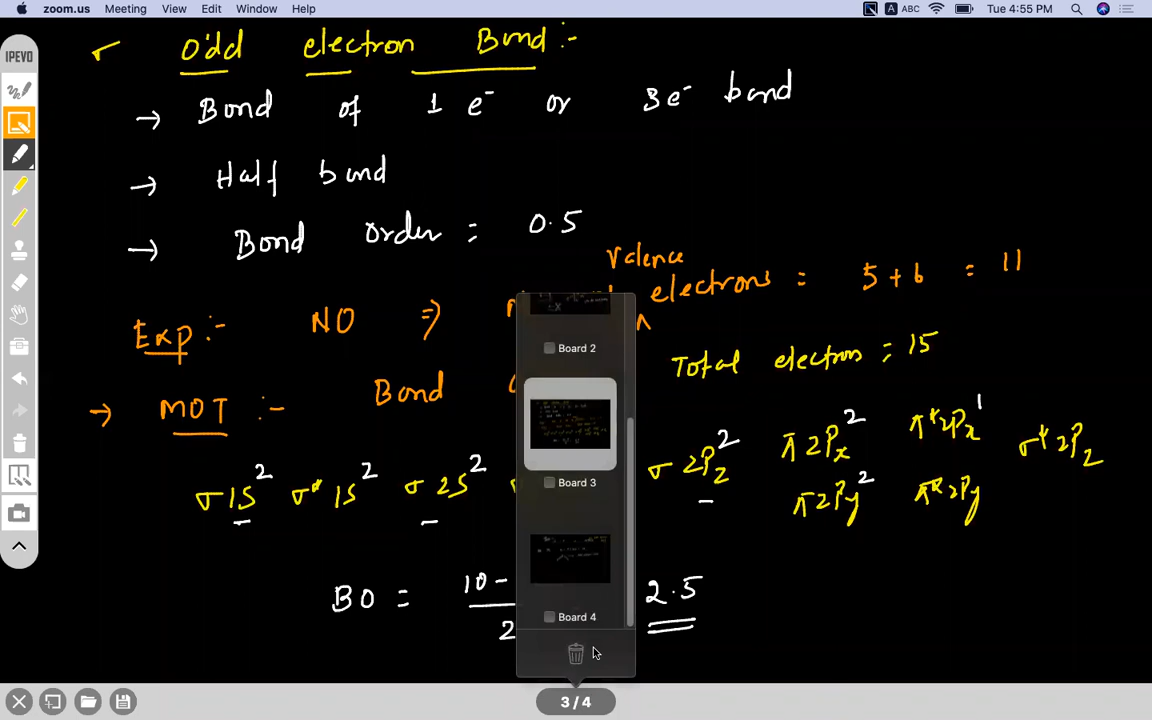 zoom.us Meeting View Edit Window Help A ABC Tue 4:55 PM
IPEVO
Odd electron Bond :-
→ Bond of 1 e⁻ or 3e⁻ bond
→ Half bond
→ Bond order = 0.5
Valence
electrons = 5 + 6 = 11
Exp :- NO ⇒
Total electron = 15
→ MOT :- Bond
σ1S² σ*1S² σ2S² σ2P_z² π2P_x² π*2P_x¹ σ*2P_z
π2P_y² π*2P_y
BO = 10 - 2.5
2
Board 2
Board 3
Board 4
3 / 4